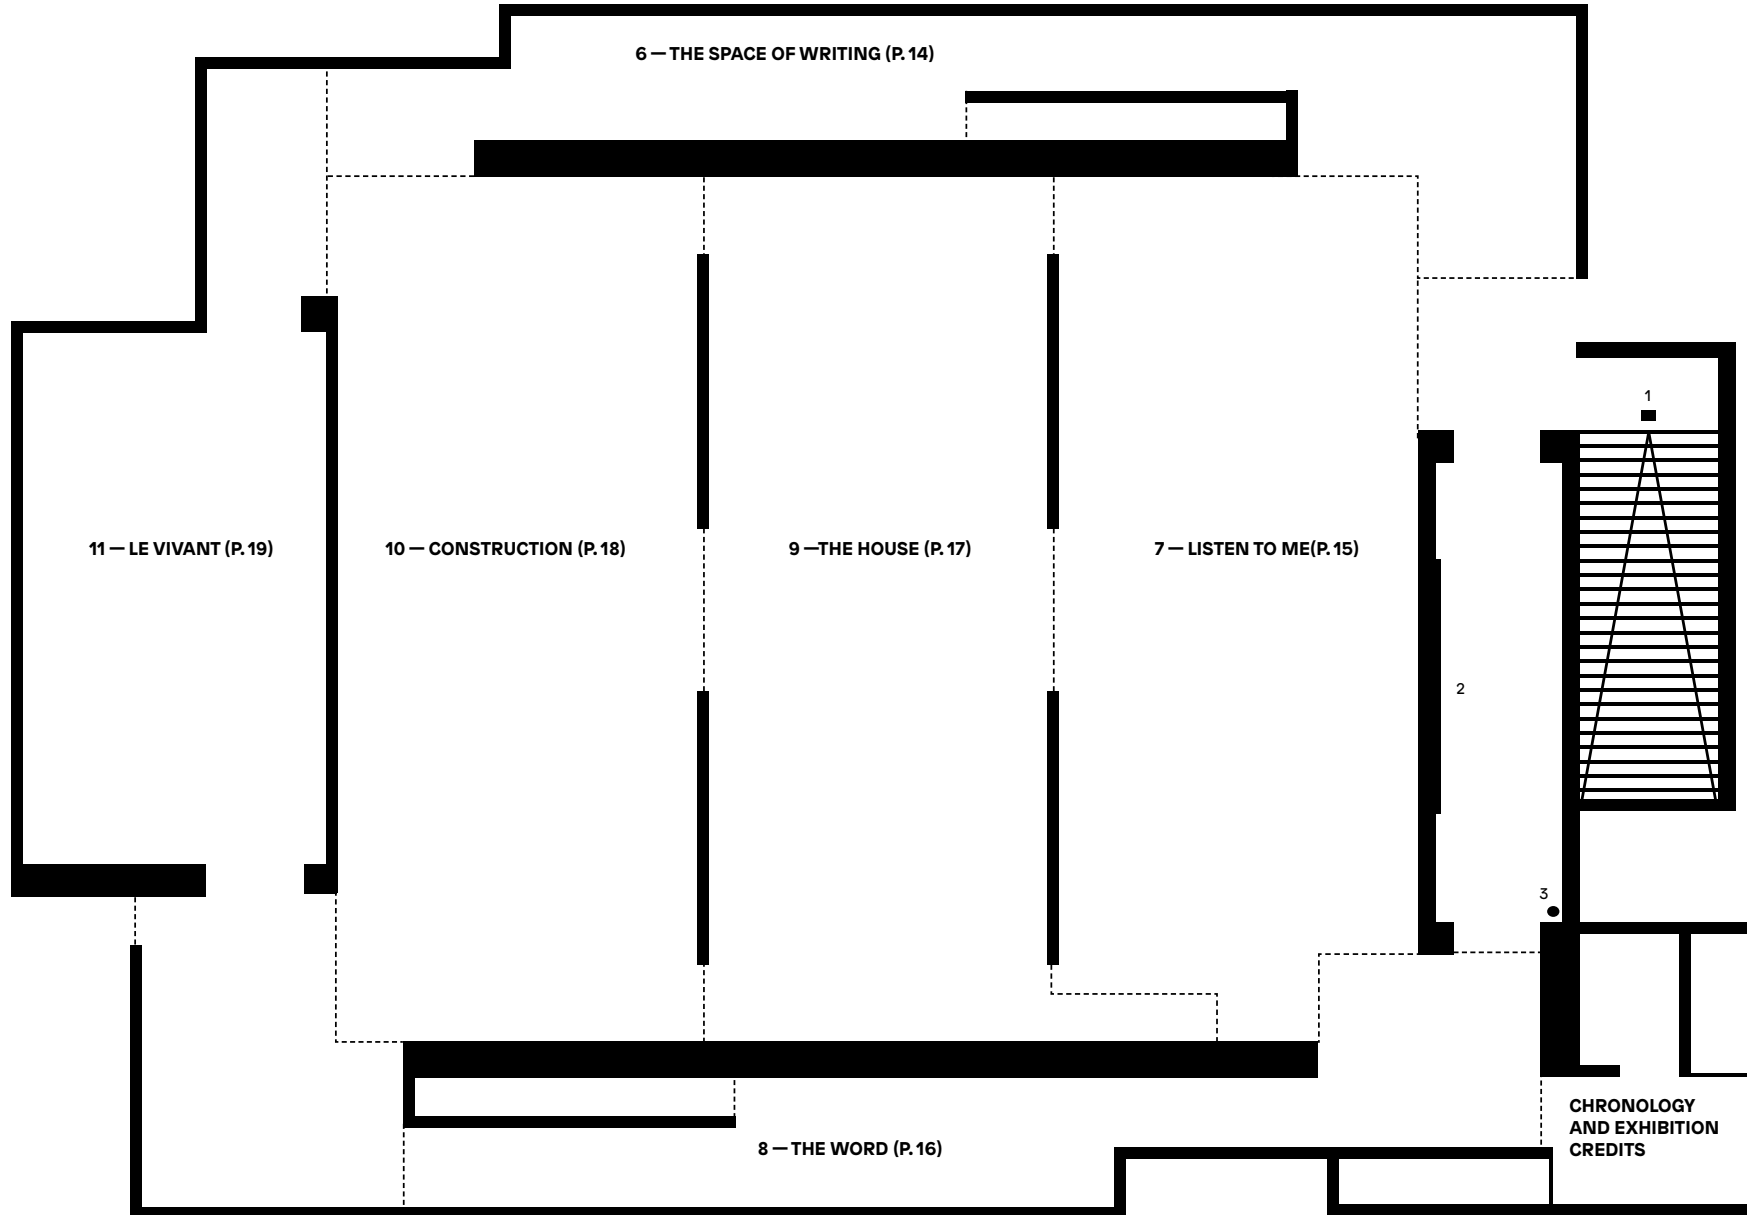 6 — THE SPACE OF WRITING (P. 14)
1
11 — LE VIVANT (P. 19)
10 — CONSTRUCTION (P. 18)
9 —THE HOUSE (P. 17)
7 — LISTEN TO ME(P. 15)
2
3
CHRONOLOGY
AND EXHIBITION
CREDITS
8 — THE WORD (P. 16)